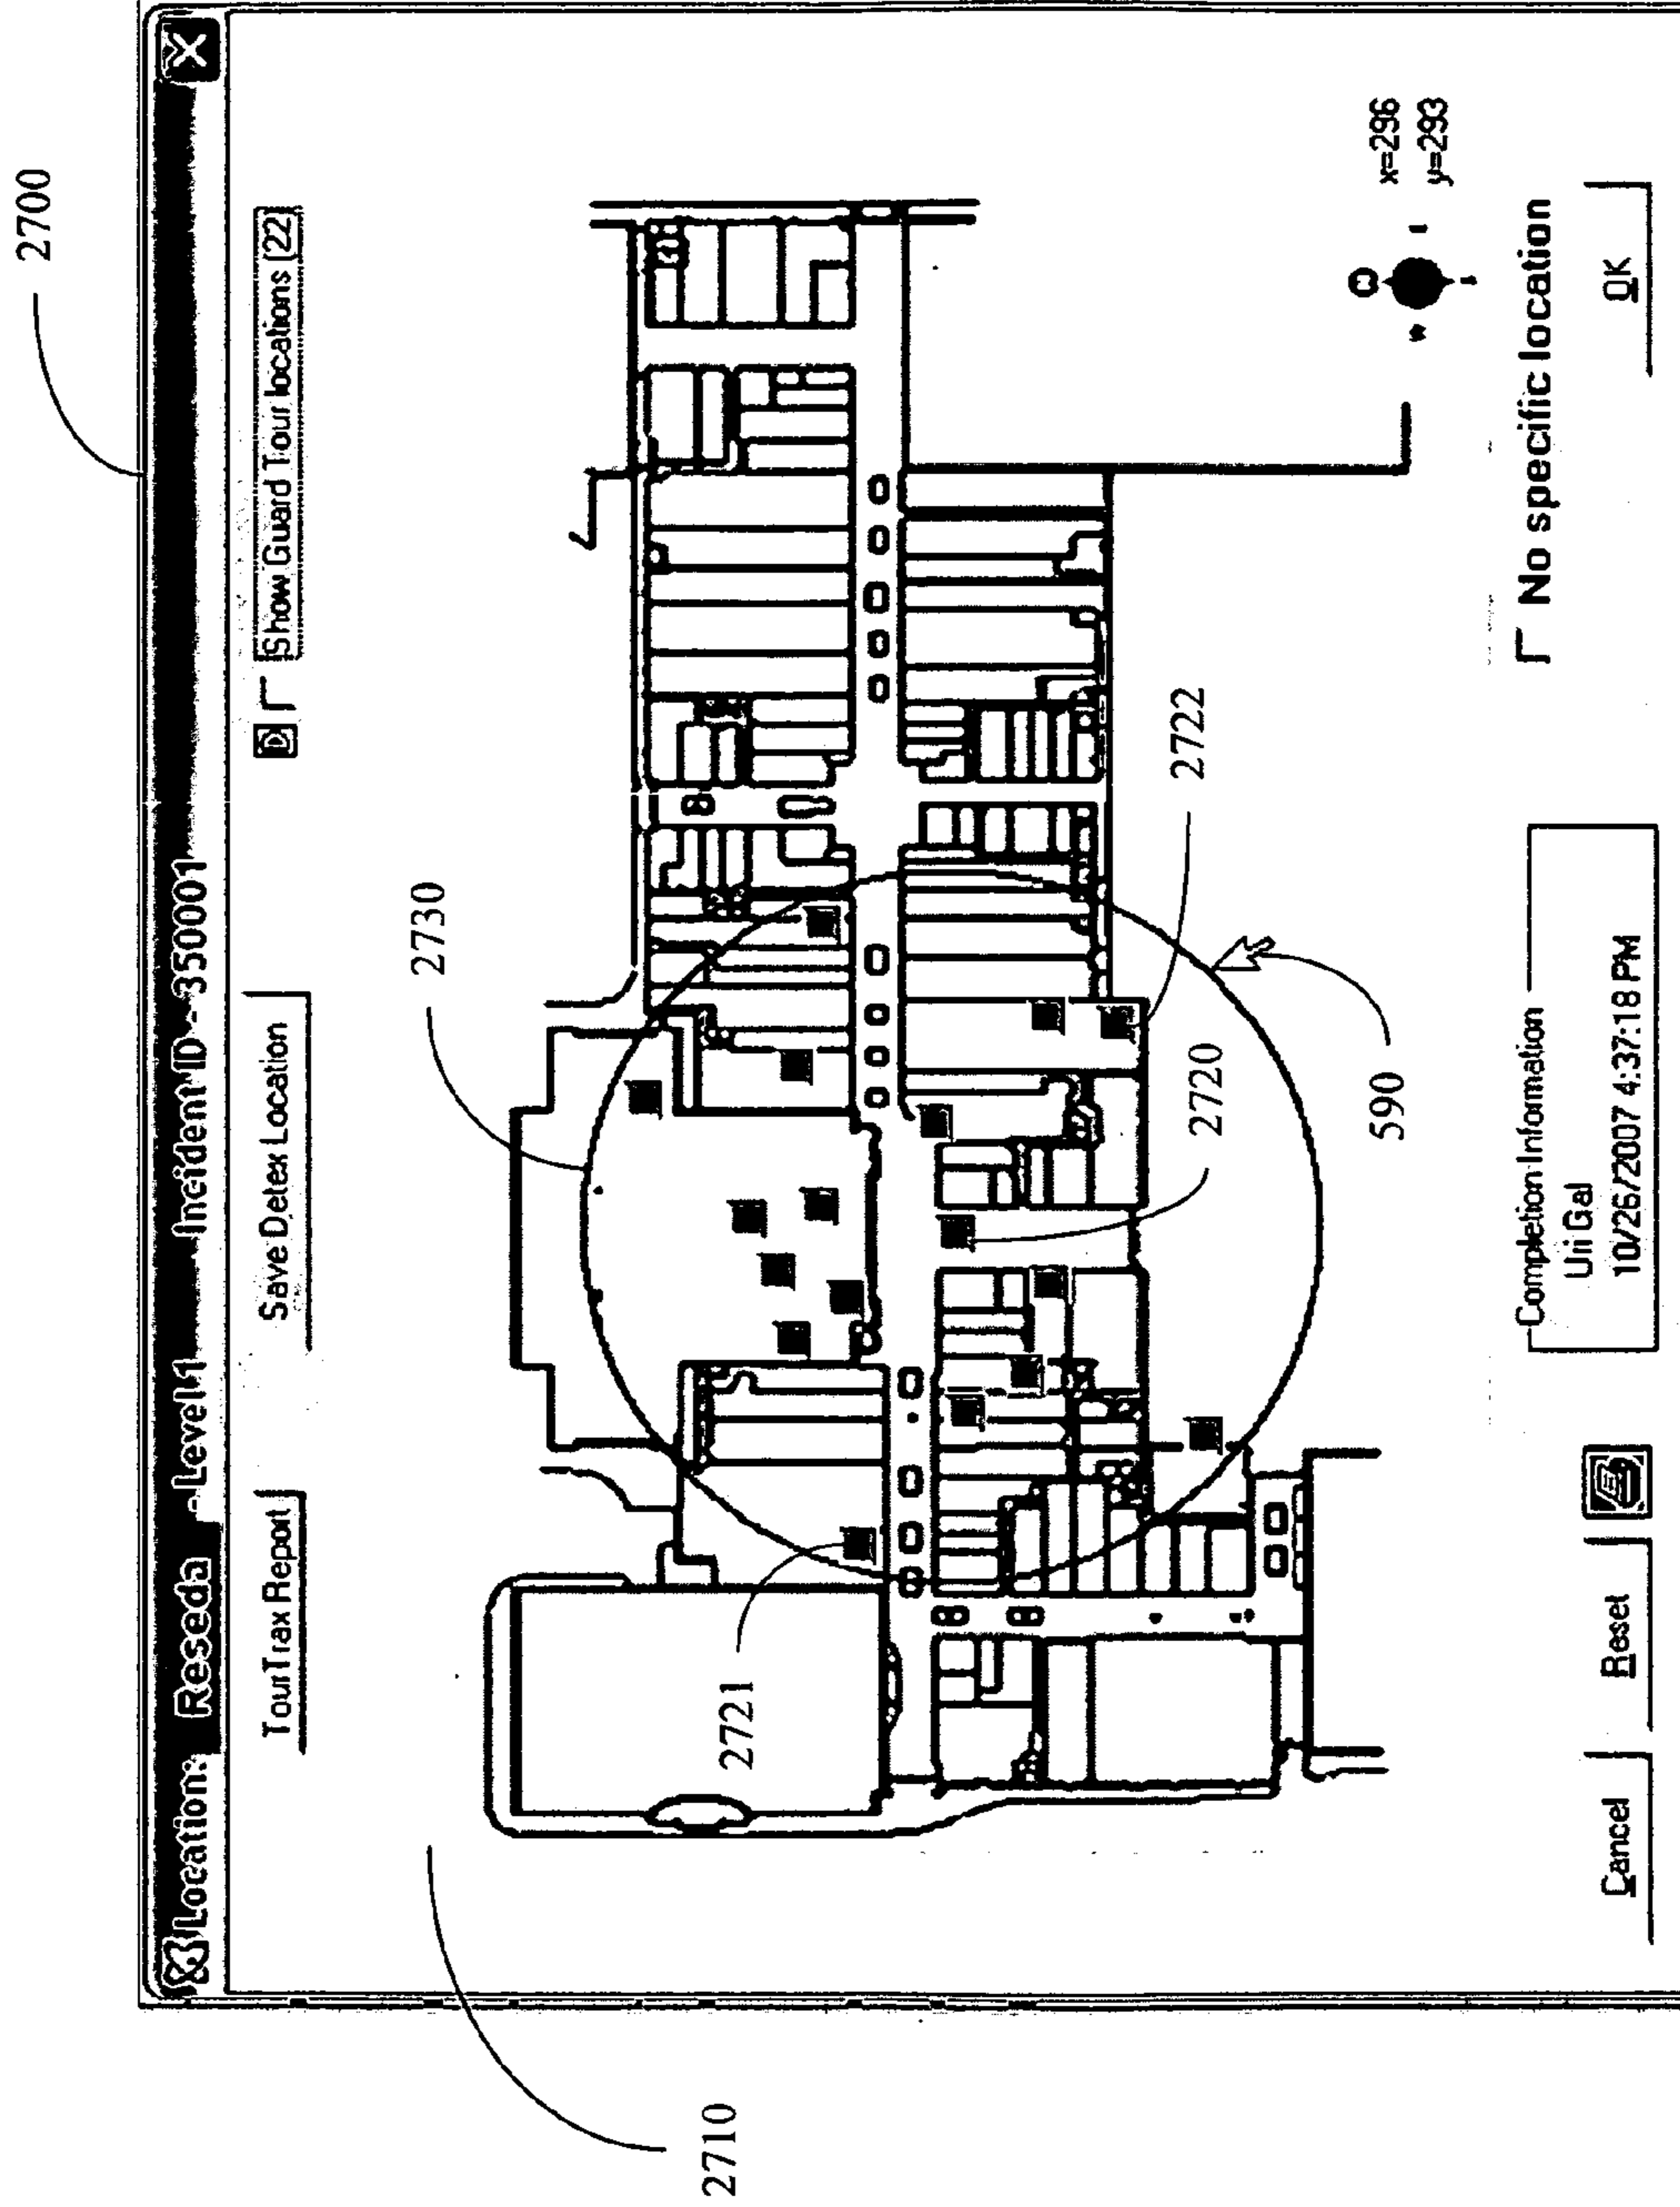 2700
Location: Reseda - Level 1 Incident ID - 350001
TourTrax Report
Save Detex Location
D Show Guard Tour locations (22)
2730
2710
2721
2722
2720
590
x=296
y=293
No specific location
Completion Information
Uri Gal
10/26/2007 4:37:18 PM
Cancel
Reset
OK